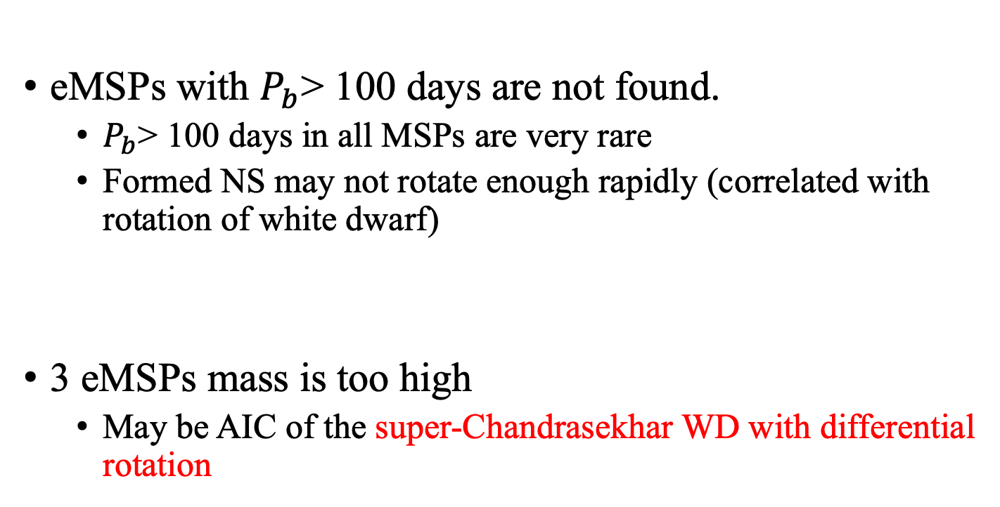 • eMSPs with P_b > 100 days are not found.
• P_b > 100 days in all MSPs are very rare
• Formed NS may not rotate enough rapidly (correlated with
rotation of white dwarf)
• 3 eMSPs mass is too high
• May be AIC of the super-Chandrasekhar WD with differential
rotation